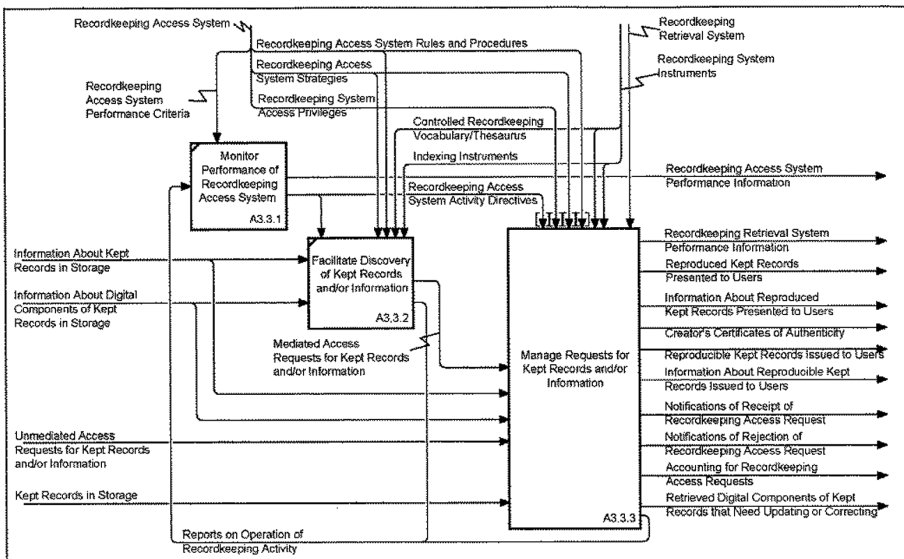 Recordkeeping Access System
Recordkeeping
Retrieval System
Recordkeeping Access System Rules and Procedures
Recordkeeping Access
System Strategies
Recordkeeping System
Instruments
Recordkeeping
Access System
Performance Criteria
Recordkeeping System
Access Privileges
Controlled Recordkeeping
Vocabulary/Thesaurus
Indexing Instruments
Monitor
Performance of
Recordkeeping
Access System
A3.3.1
Recordkeeping Access System
Performance Information
Recordkeeping Access
System Activity Directives
Information About Kept
Records in Storage
Facilitate Discovery
of Kept Records
and/or Information
A3.3.2
Recordkeeping Retrieval System
Performance Information
Reproduced Kept Records
Presented to Users
Information About Digital
Components of Kept
Records in Storage
Information About Reproduced
Kept Records Presented to Users
Creator's Certificates of Authenticity
Mediated Access
Requests for Kept Records
and/or Information
Manage Requests for
Kept Records and/or
Information
A3.3.3
Reproducible Kept Records Issued to Users
Information About Reproducible Kept
Records Issued to Users
Notifications of Receipt of
Recordkeeping Access Request
Unmediated Access
Requests for Kept Records
and/or Information
Notifications of Rejection of
Recordkeeping Access Request
Accounting for Recordkeeping
Access Requests
Kept Records in Storage
Retrieved Digital Components of Kept
Records that Need Updating or Correcting
Reports on Operation of
Recordkeeping Activity